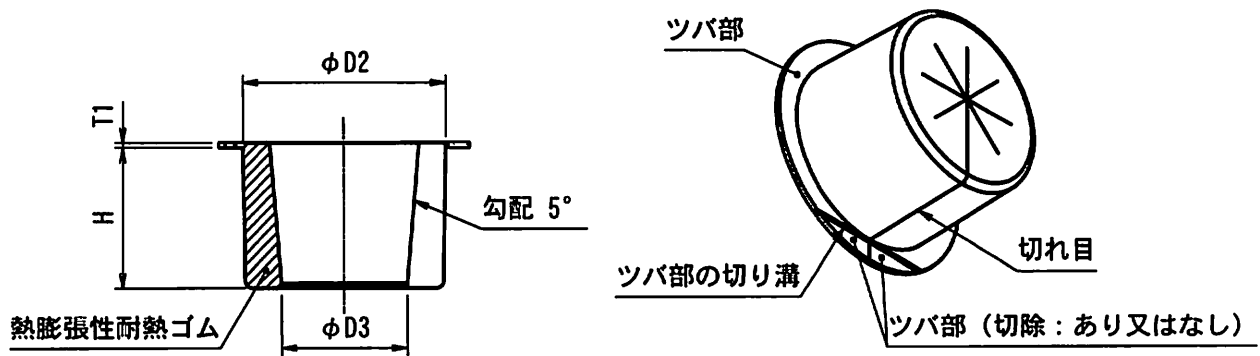 φD2
T1
H
勾配 5°
熱膨張性耐熱ゴム
φD3
ツバ部
切れ目
ツバ部の切り溝
ツバ部（切除：あり又はなし）